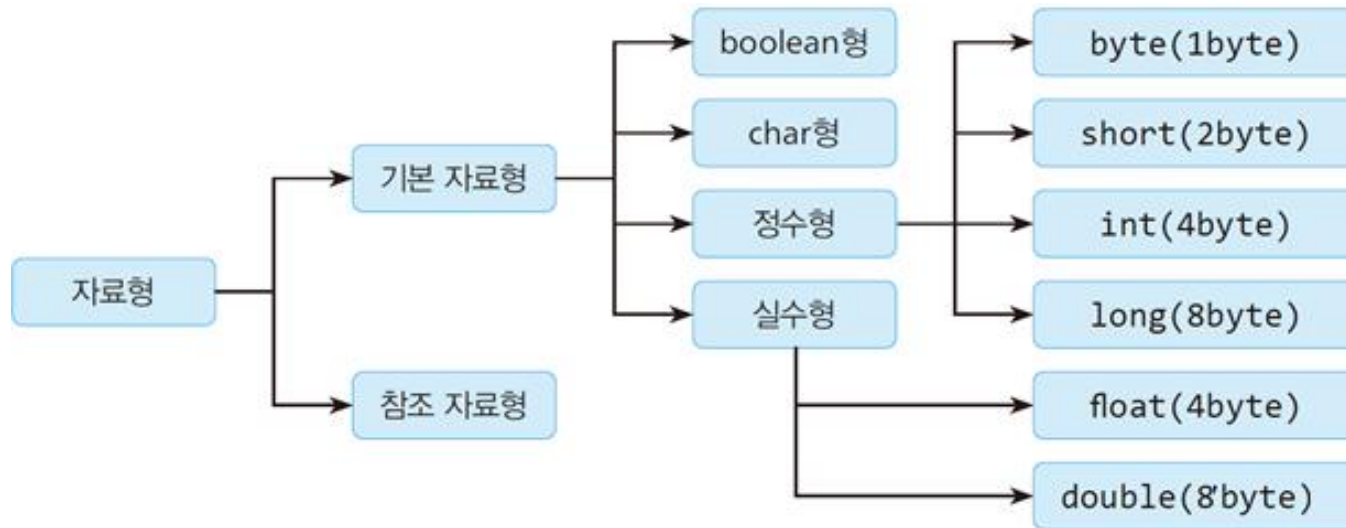 자료형
기본 자료형
참조 자료형
boolean형
char형
정수형
실수형
byte(1byte)
short(2byte)
int(4byte)
long(8byte)
float(4byte)
double(8'byte)